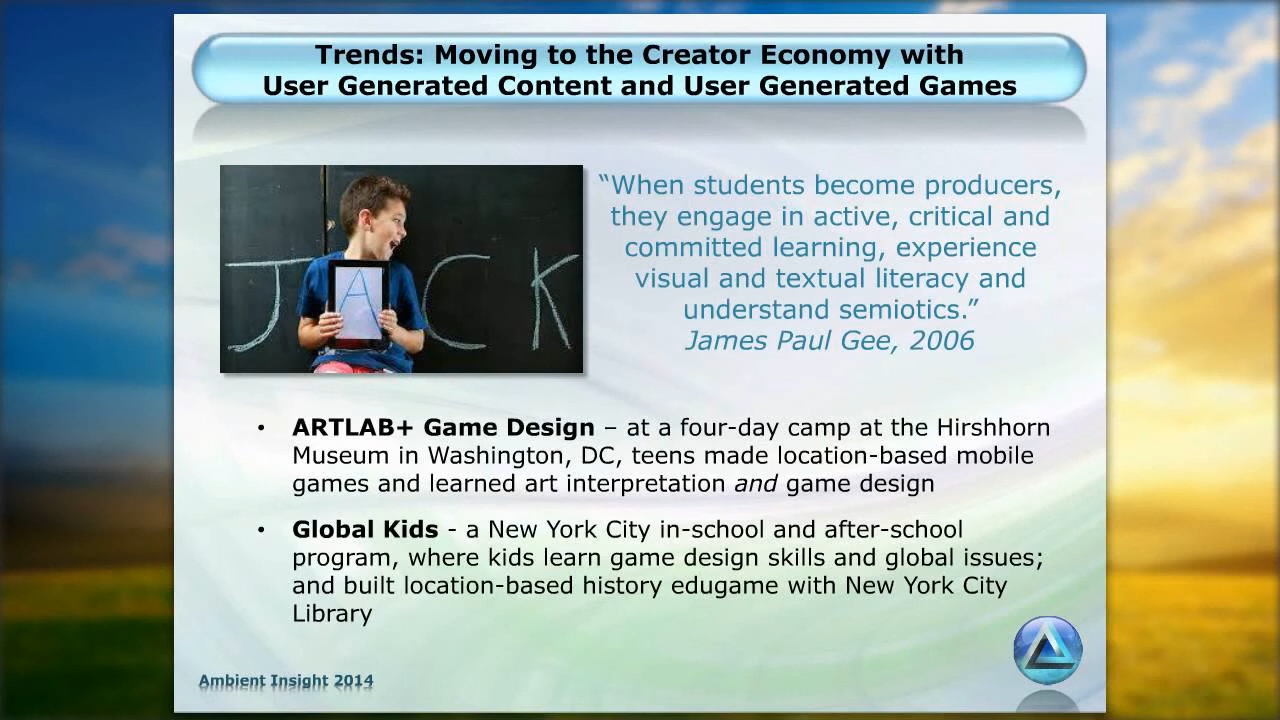 Trends: Moving to the Creator Economy with
User Generated Content and User Generated Games
J A C K
“When students become producers,
they engage in active, critical and
committed learning, experience
visual and textual literacy and
understand semiotics.”
James Paul Gee, 2006
• ARTLAB+ Game Design – at a four-day camp at the Hirshhorn
Museum in Washington, DC, teens made location-based mobile
games and learned art interpretation and game design
• Global Kids - a New York City in-school and after-school
program, where kids learn game design skills and global issues;
and built location-based history edugame with New York City
Library
Ambient Insight 2014